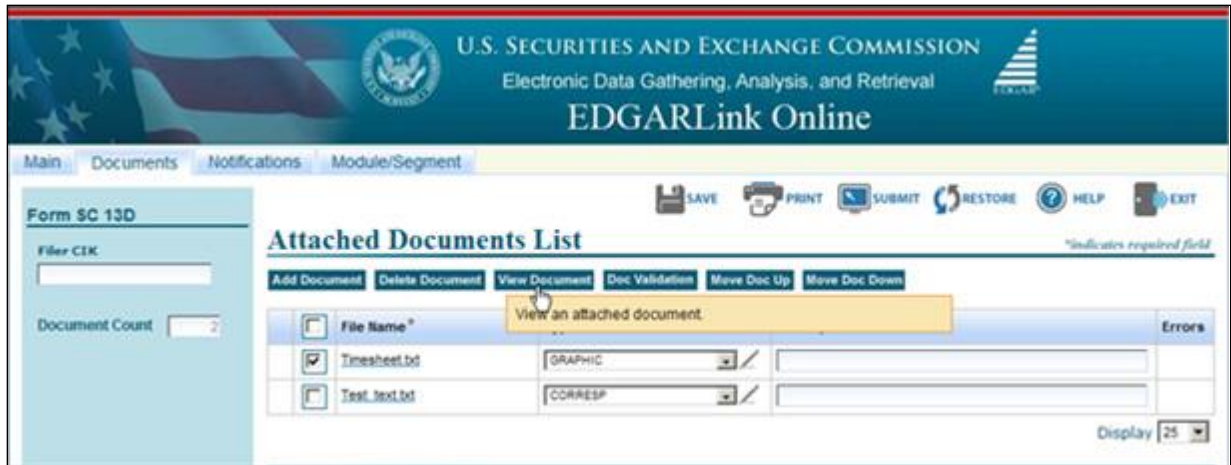 U.S. SECURITIES AND EXCHANGE COMMISSION
Electronic Data Gathering, Analysis, and Retrieval
EDGAR
EDGARLink Online
Main Documents Notifications Module/Segment
SAVE PRINT SUBMIT RESTORE ? HELP EXIT
Form SC 13D
Attached Documents List
*indicates required field
Filer CIK
Add Document Delete Document View Document Doc Validation Move Doc Up Move Doc Down
View an attached document.
Document Count 2
File Name* Errors
Timesheet.txt GRAPHIC
Test_text.txt CORRESP
Display 25